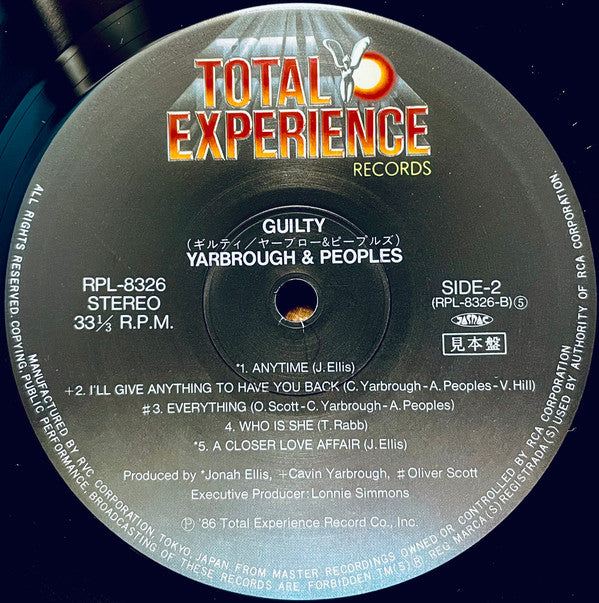 TOTAL
EXPERIENCE
RECORDS
GUILTY
(ギルティ/ヤーブロー&ピープルズ)
YARBROUGH & PEOPLES
RPL-8326
STEREO
33⅓ R.P.M.
SIDE-2
(RPL-8326-B)⑤
JASRAC
見本盤
*1. ANYTIME (J.Ellis)
+2. I'LL GIVE ANYTHING TO HAVE YOU BACK (C.Yarbrough-A.Peoples-V.Hill)
♯3. EVERYTHING (O.Scott-C.Yarbrough-A.Peoples)
4. WHO IS SHE (T.Rabb)
*5. A CLOSER LOVE AFFAIR (J.Ellis)
Produced by *Jonah Ellis, +Cavin Yarbrough, ♯Oliver Scott
Executive Producer: Lonnie Simmons
Ⓟ '86 Total Experience Record Co., Inc.
ALL RIGHTS RESERVED. COPYING, PUBLIC PERFORMANCE, BROADCASTING OF THESE RECORDS ARE FORBIDDEN.
MANUFACTURED BY RVC CORPORATION, TOKYO, JAPAN FROM MASTER RECORDINGS OWNED OR CONTROLLED BY RCA CORPORATION
TM(S)® REG. MARCA(S) REGISTRADA(S) USED BY AUTHORITY OF RCA CORPORATION